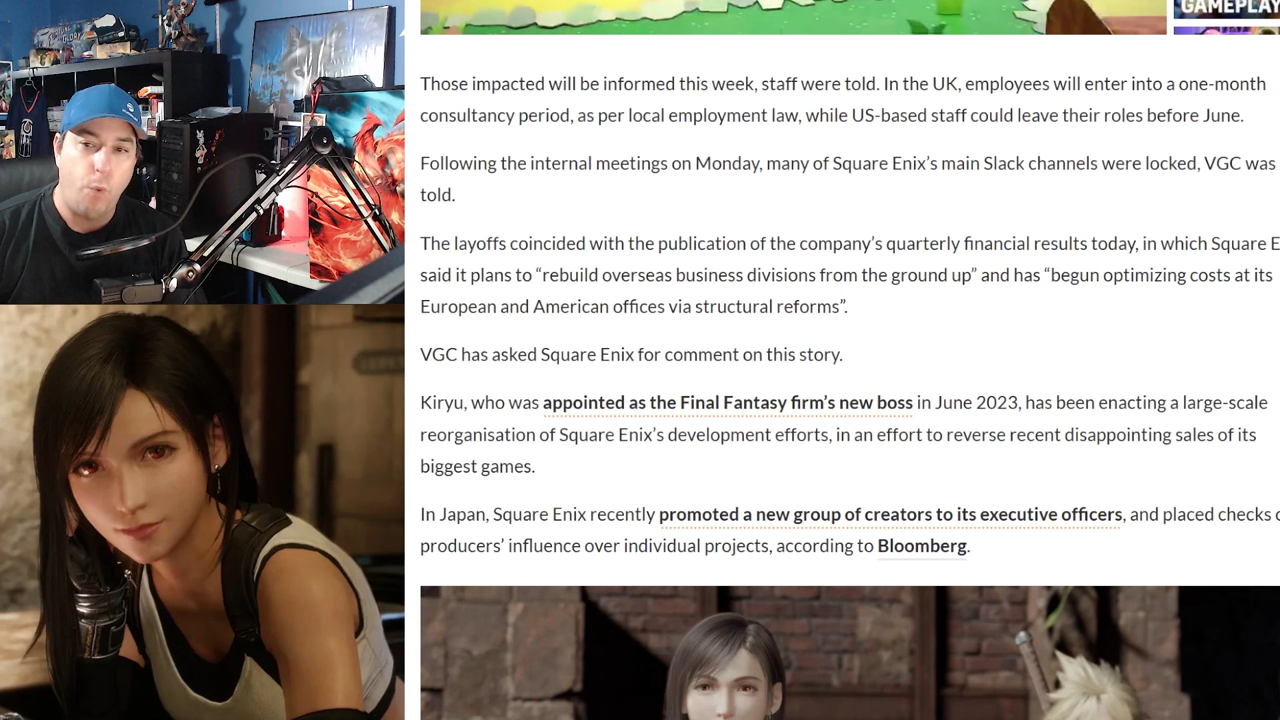 GAMEPLAY
Those impacted will be informed this week, staff were told. In the UK, employees will enter into a one-month
consultancy period, as per local employment law, while US-based staff could leave their roles before June.
Following the internal meetings on Monday, many of Square Enix’s main Slack channels were locked, VGC was
told.
The layoffs coincided with the publication of the company’s quarterly financial results today, in which Square E
said it plans to “rebuild overseas business divisions from the ground up” and has “begun optimizing costs at its
European and American offices via structural reforms”.
VGC has asked Square Enix for comment on this story.
Kiryu, who was appointed as the Final Fantasy firm’s new boss in June 2023, has been enacting a large-scale
reorganisation of Square Enix’s development efforts, in an effort to reverse recent disappointing sales of its
biggest games.
In Japan, Square Enix recently promoted a new group of creators to its executive officers, and placed checks
producers’ influence over individual projects, according to Bloomberg.